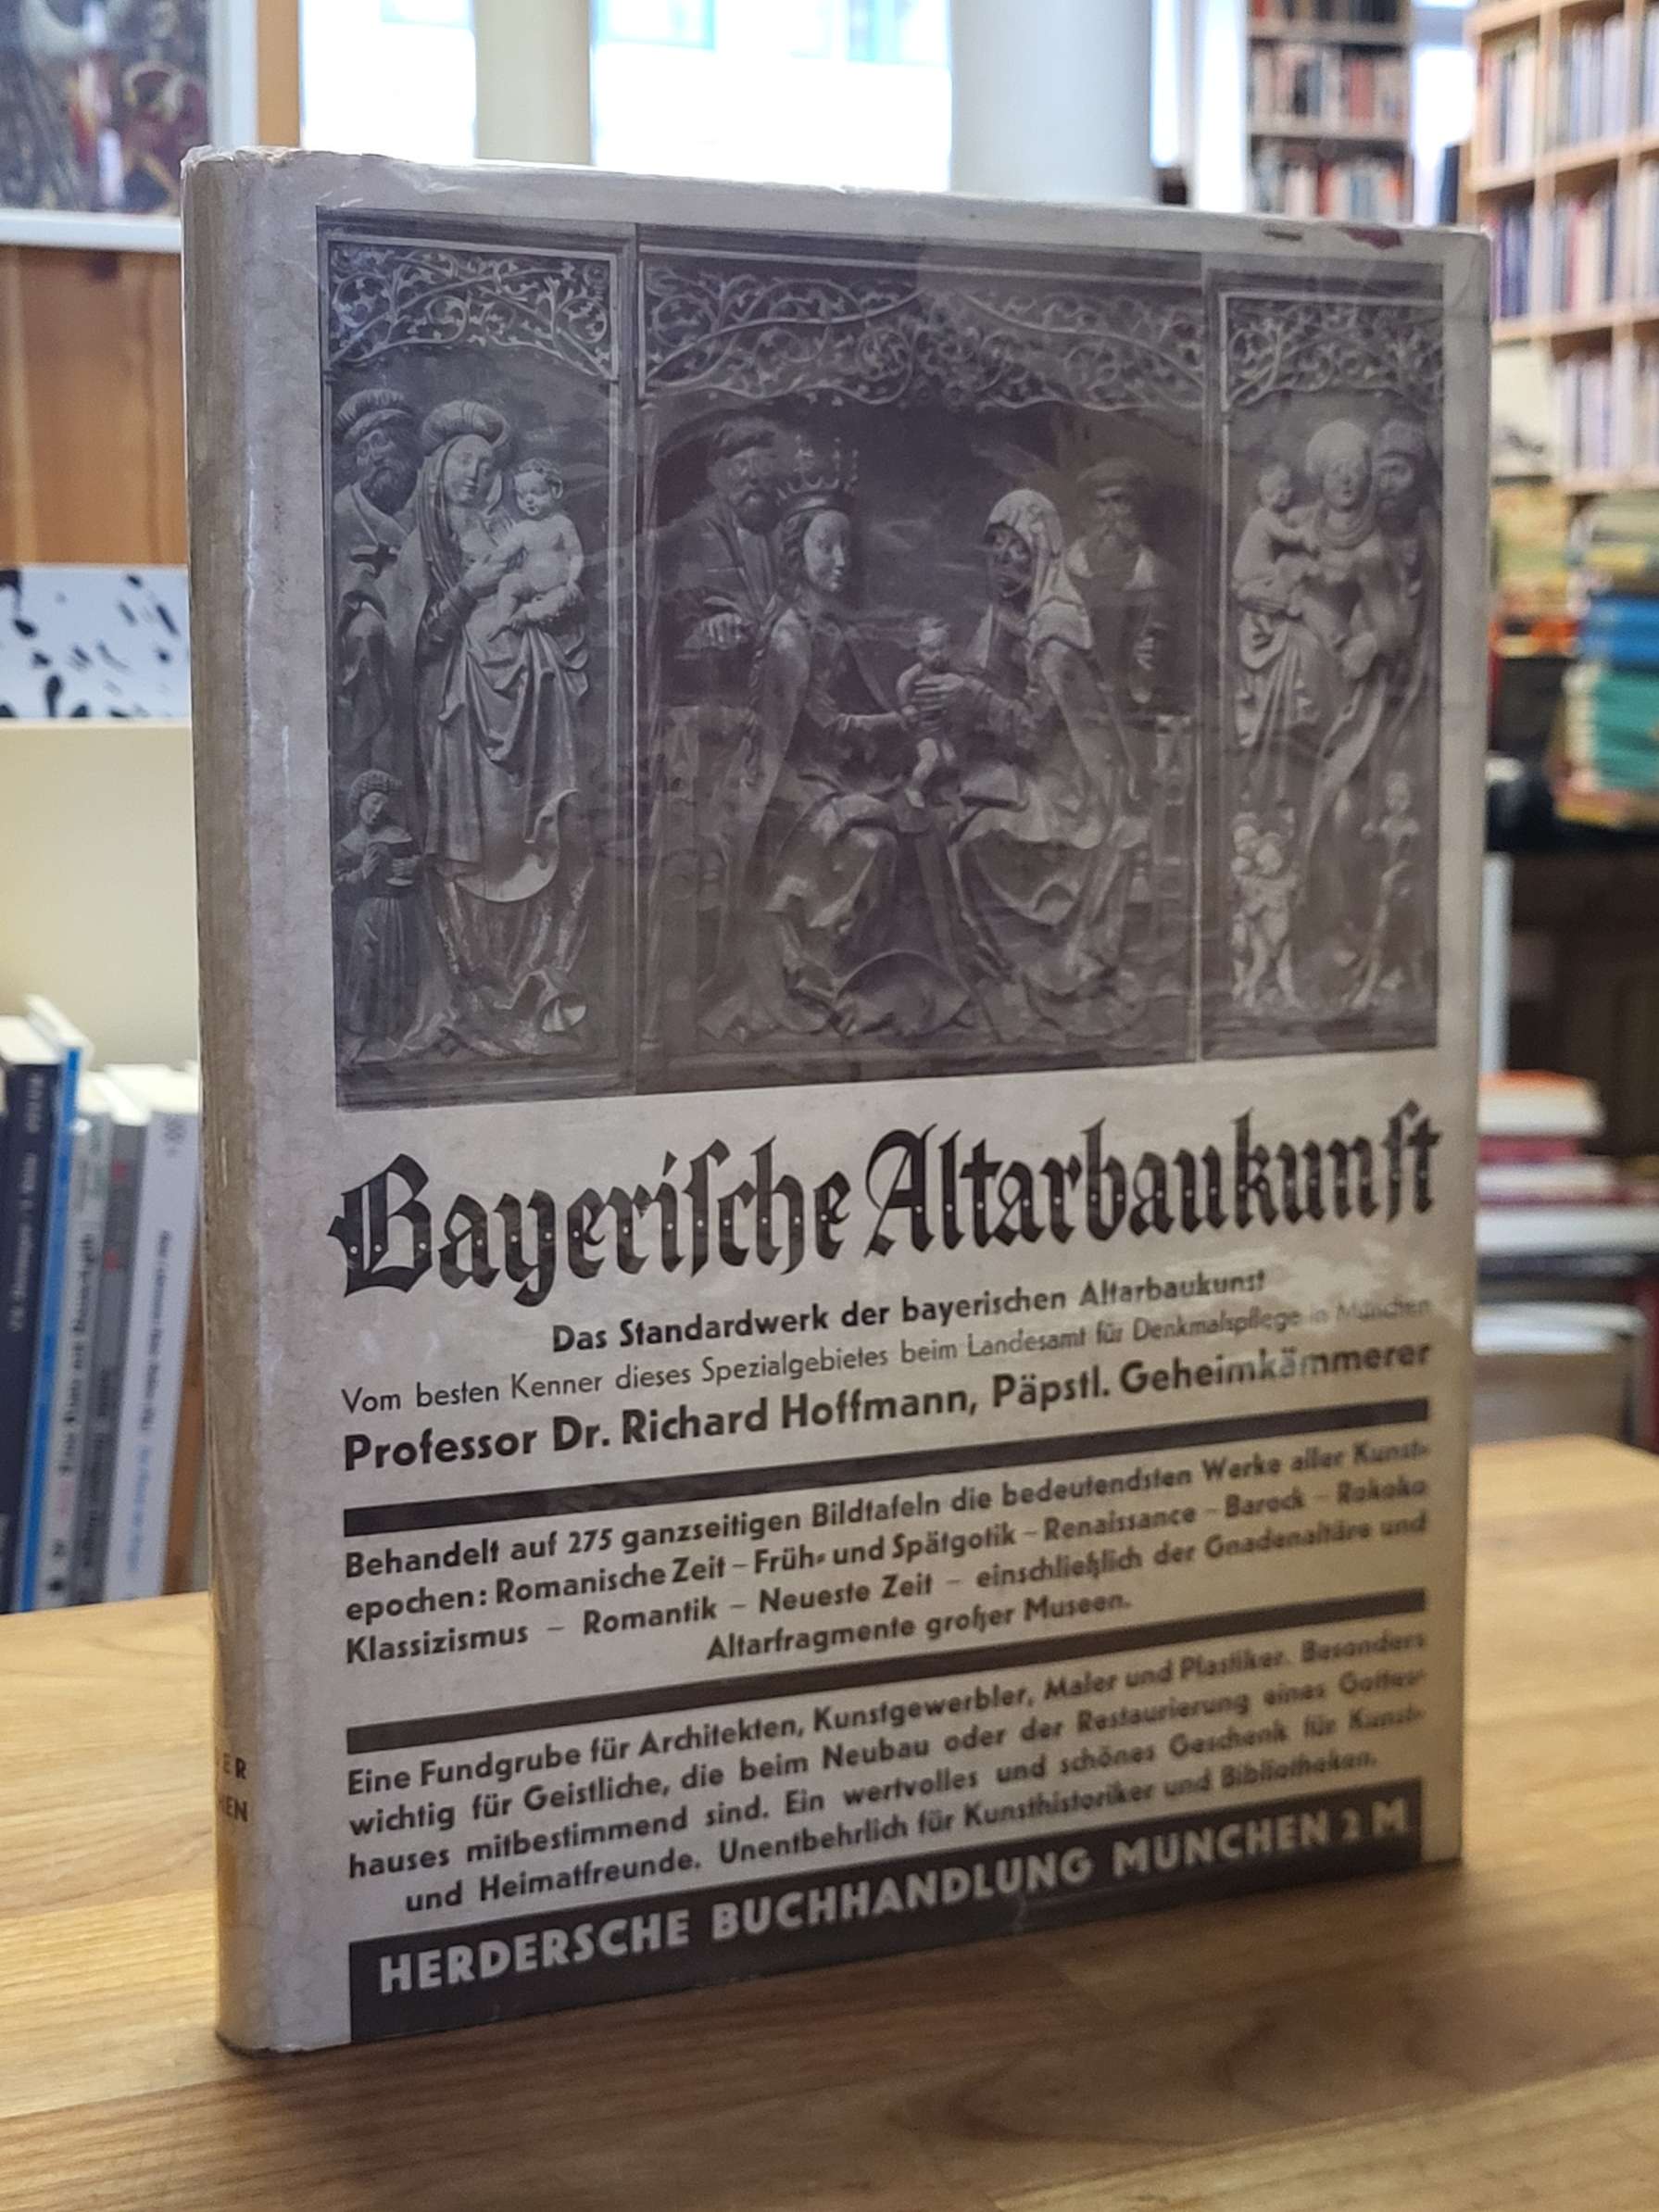 Bayeriſche Altarbaukunſt
Das Standardwerk der bayerischen Altarbaukunst
Vom besten Kenner dieses Spezialgebietes beim Landesamt für Denkmalspflege in München
Professor Dr. Richard Hoffmann, Päpstl. Geheimkämmerer
Behandelt auf 275 ganzseitigen Bildtafeln die bedeutendsten Werke aller Kunst-
epochen: Romanische Zeit – Früh- und Spätgotik – Renaissance – Barock – Rokoko
Klassizismus – Romantik – Neueste Zeit – einschließlich der Gnadenaltäre und
Altarfragmente großer Museen.
Eine Fundgrube für Architekten, Kunstgewerbler, Maler und Plastiker. Besonders
wichtig für Geistliche, die beim Neubau oder der Restaurierung eines Gottes-
hauses mitbestimmend sind. Ein wertvolles und schönes Geschenk für Kunst-
und Heimatfreunde. Unentbehrlich für Kunsthistoriker und Bibliotheken.
HERDERSCHE BUCHHANDLUNG MÜNCHEN 2 M
ER
EN